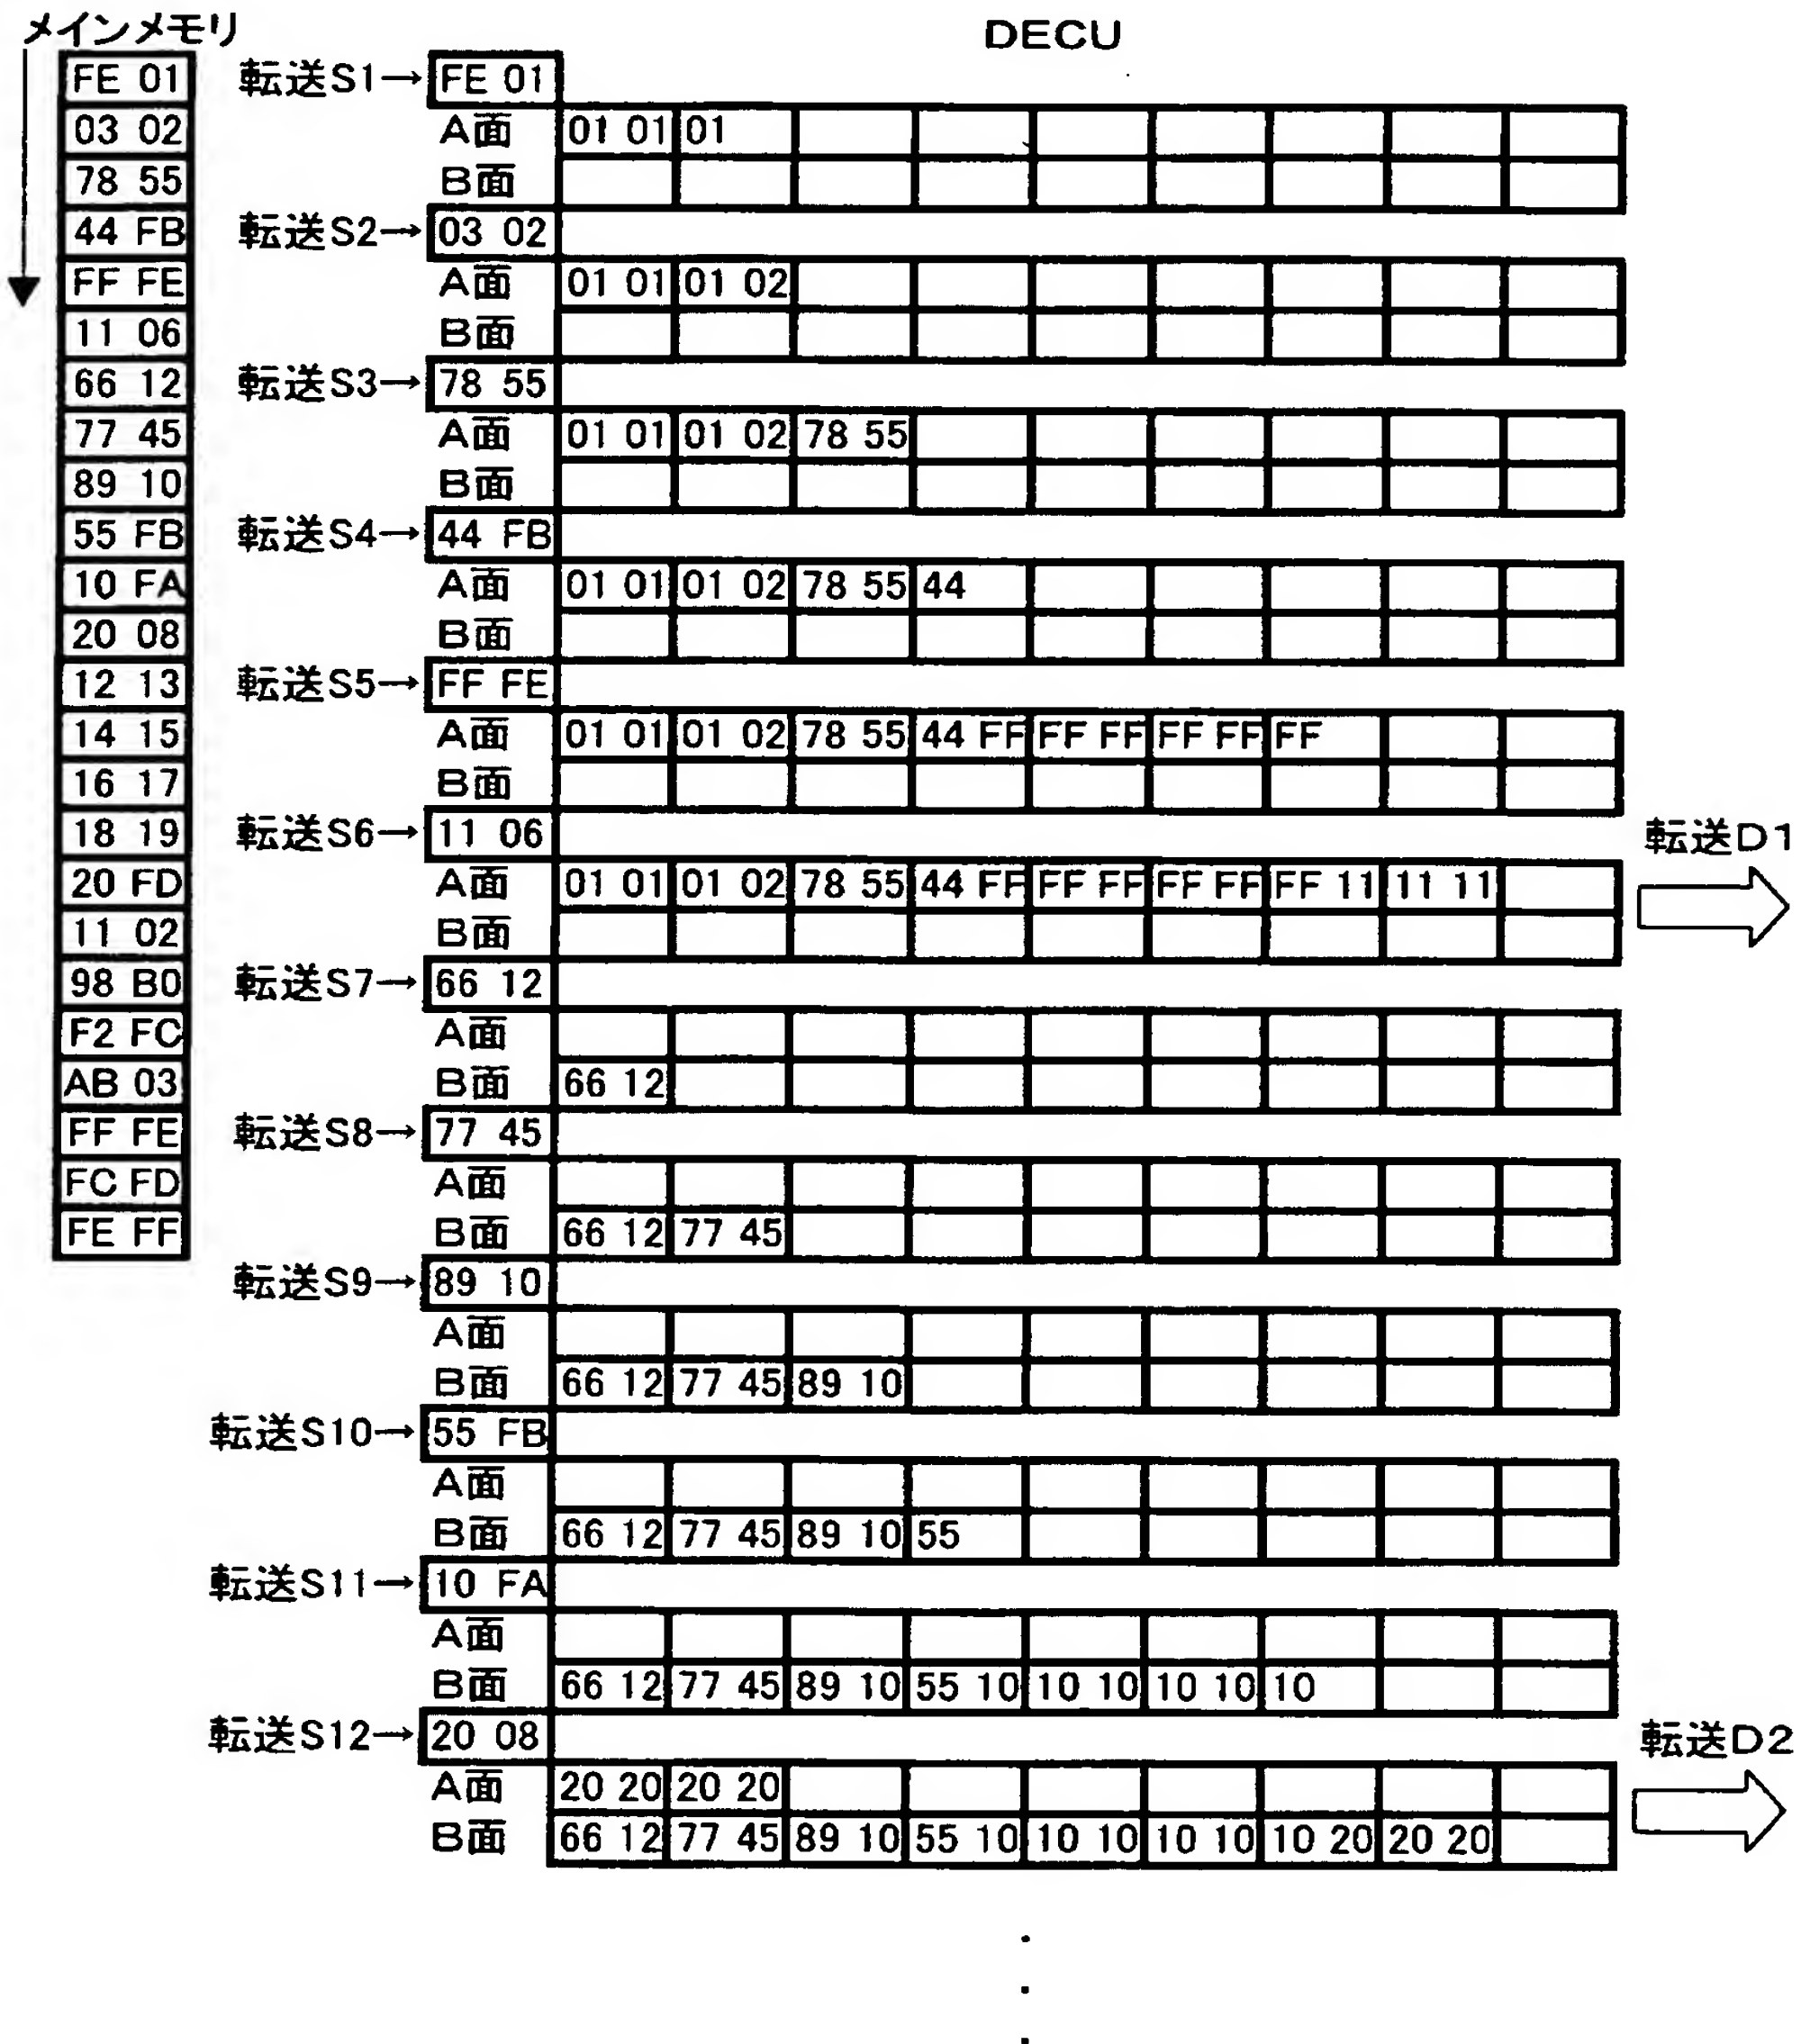 メインメモリ
DECU
FE 01
03 02
78 55
44 FB
FF FE
11 06
66 12
77 45
89 10
55 FB
10 FA
20 08
12 13
14 15
16 17
18 19
20 FD
11 02
98 B0
F2 FC
AB 03
FF FE
FC FD
FE FF
転送S1→ FE 01
A面 01 01 01
B面
転送S2→ 03 02
A面 01 01 01 02
B面
転送S3→ 78 55
A面 01 01 01 02 78 55
B面
転送S4→ 44 FB
A面 01 01 01 02 78 55 44
B面
転送S5→ FF FE
A面 01 01 01 02 78 55 44 FF FF FF FF FF FF
B面
転送S6→ 11 06 転送D1
A面 01 01 01 02 78 55 44 FF FF FF FF FF FF 11 11 11
B面
転送S7→ 66 12
A面
B面 66 12
転送S8→ 77 45
A面
B面 66 12 77 45
転送S9→ 89 10
A面
B面 66 12 77 45 89 10
転送S10→ 55 FB
A面
B面 66 12 77 45 89 10 55
転送S11→ 10 FA
A面
B面 66 12 77 45 89 10 55 10 10 10 10 10 10
転送S12→ 20 08 転送D2
A面 20 20 20 20
B面 66 12 77 45 89 10 55 10 10 10 10 10 10 20 20 20